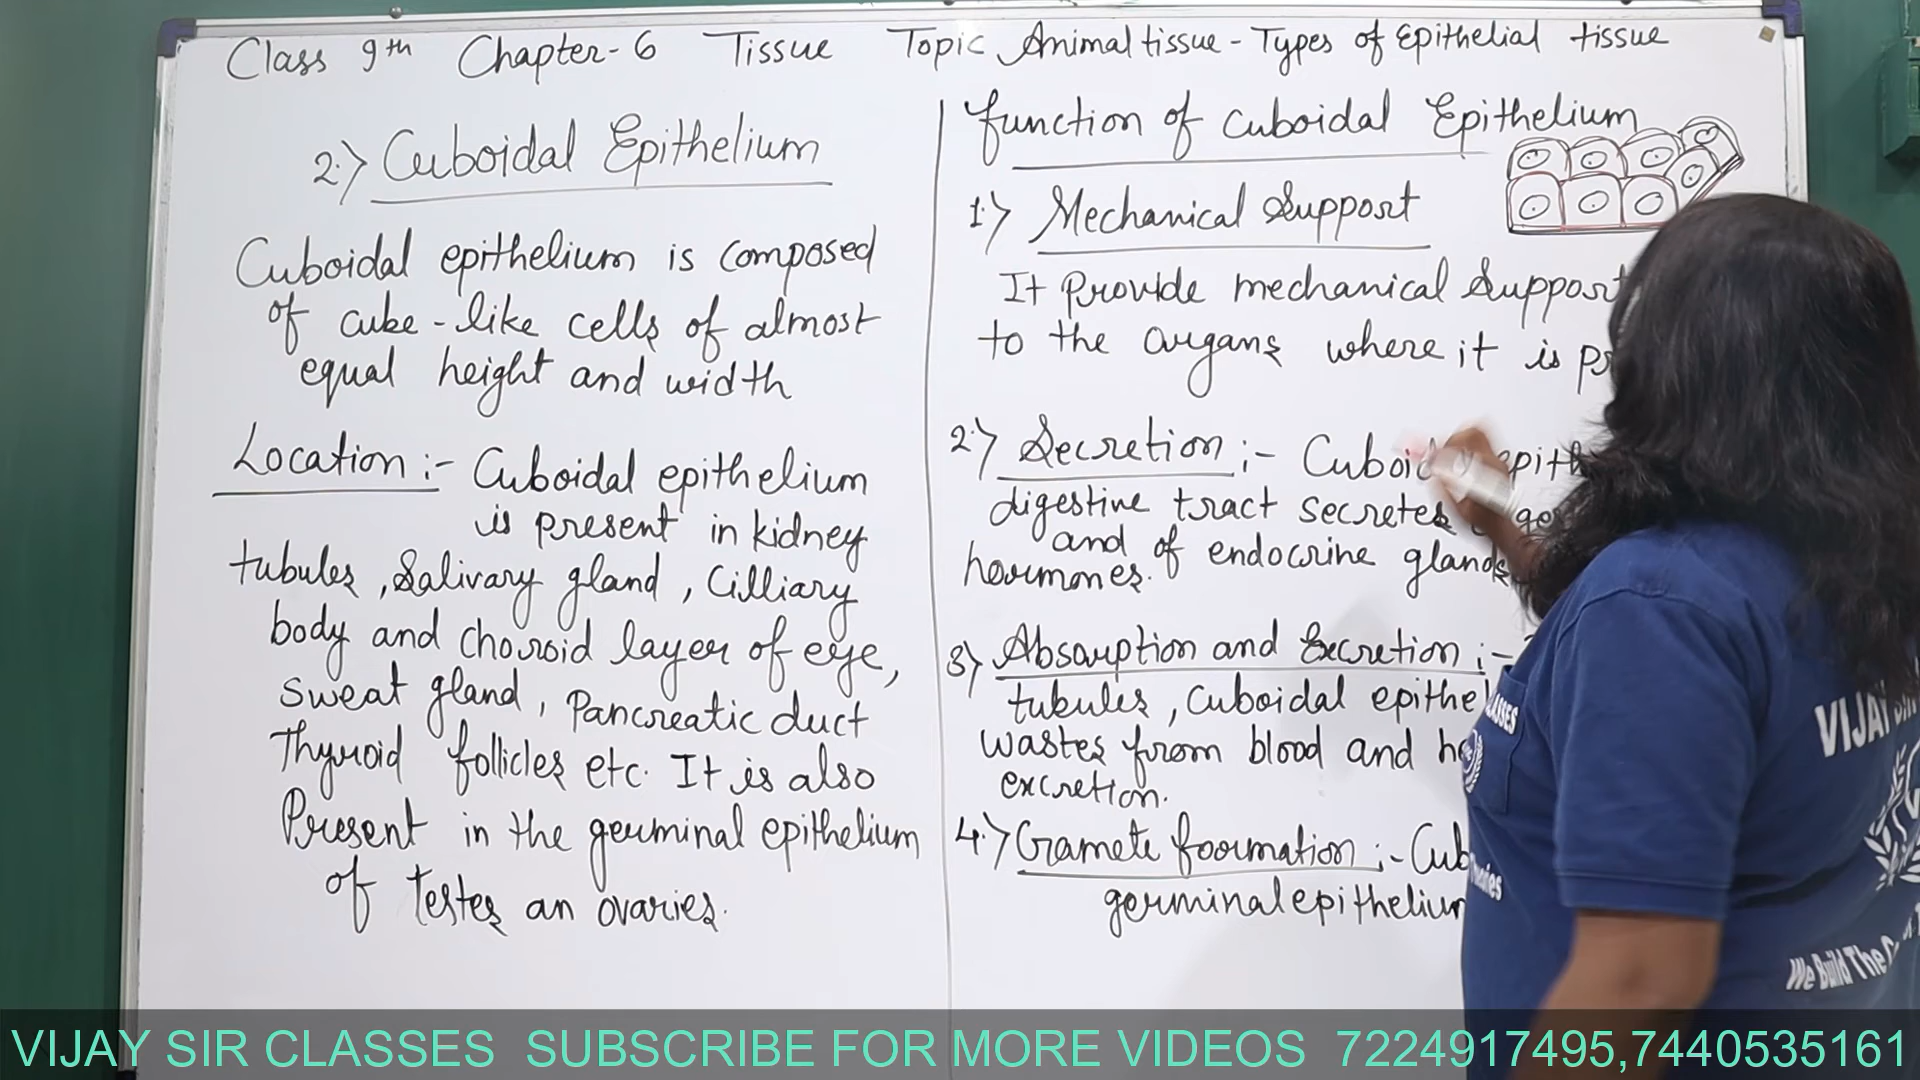 Class 9th Chapter-6 Tissue Topic Animal tissue - Types of Epithelial tissue
2.) Cuboidal Epithelium
Cuboidal epithelium is composed
of cube-like cells of almost
equal height and width
Location :- Cuboidal epithelium
is present in kidney
tubules, Salivary gland, Cilliary
body and choroid layer of eye,
sweat gland, Pancreatic duct
Thyroid follicles etc. It is also
Present in the germinal epithelium
of testes an ovaries.
function of Cuboidal Epithelium
1.) Mechanical Support
It Provide mechanical Support
to the organs where it is
2.) Secretion :-
digestive tract secretes
and of endocrine glands
hormones.
3) Absorption and Excretion :-
tubules, Cuboidal
wastes from blood and
excretion.
4.) Gamete formation :-
germinal epithelium
VIJAY
We Build The
VIJAY SIR CLASSES SUBSCRIBE FOR MORE VIDEOS 7224917495,7440535161